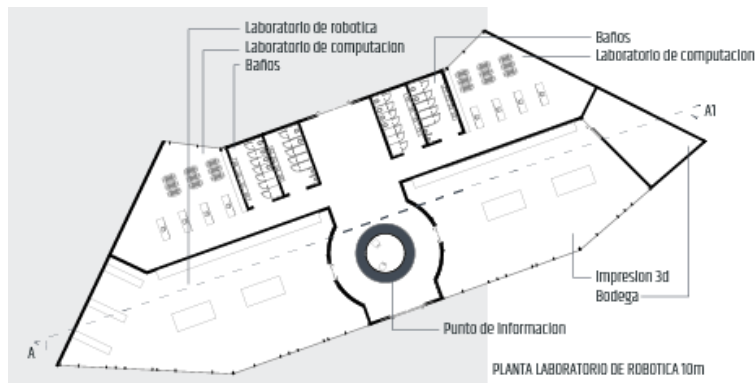 Laboratorio de robotica
Laboratorio de computacion
Baños
Baños
Laboratorio de computacion
A1
Impresion 3d
Bodega
Punto de informacion
A
PLANTA LABORATORIO DE ROBOTICA 10m